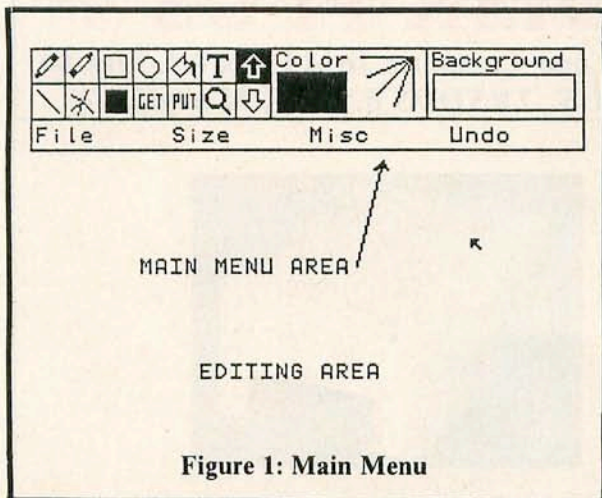 T Color Background
GET PUT
File Size Misc Undo
MAIN MENU AREA
EDITING AREA
Figure 1: Main Menu